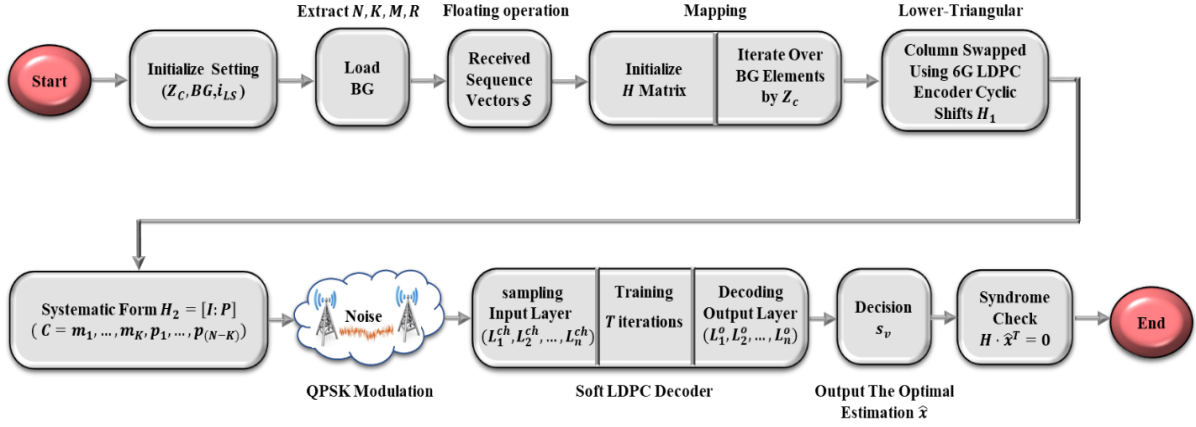 Extract N, K, M, R
Floating operation
Mapping
Lower-Triangular
Start
Initialize Setting
(Z_C, BG, i_LS)
Load
BG
Received
Sequence
Vectors S
Initialize
H Matrix
Iterate Over
BG Elements
by Z_c
Column Swapped
Using 6G LDPC
Encoder Cyclic
Shifts H_1
Systematic Form H_2 = [I: P]
( C = m_1, ..., m_K, p_1, ..., p_(N−K))
Noise
QPSK Modulation
sampling
Input Layer
(L_1^ch, L_2^ch, ..., L_n^ch)
Training
T iterations
Decoding
Output Layer
(L_1^o, L_2^o, ..., L_n^o)
Soft LDPC Decoder
Decision
s_v
Output The Optimal
Estimation x̂
Syndrome
Check
H · x̂^T = 0
End